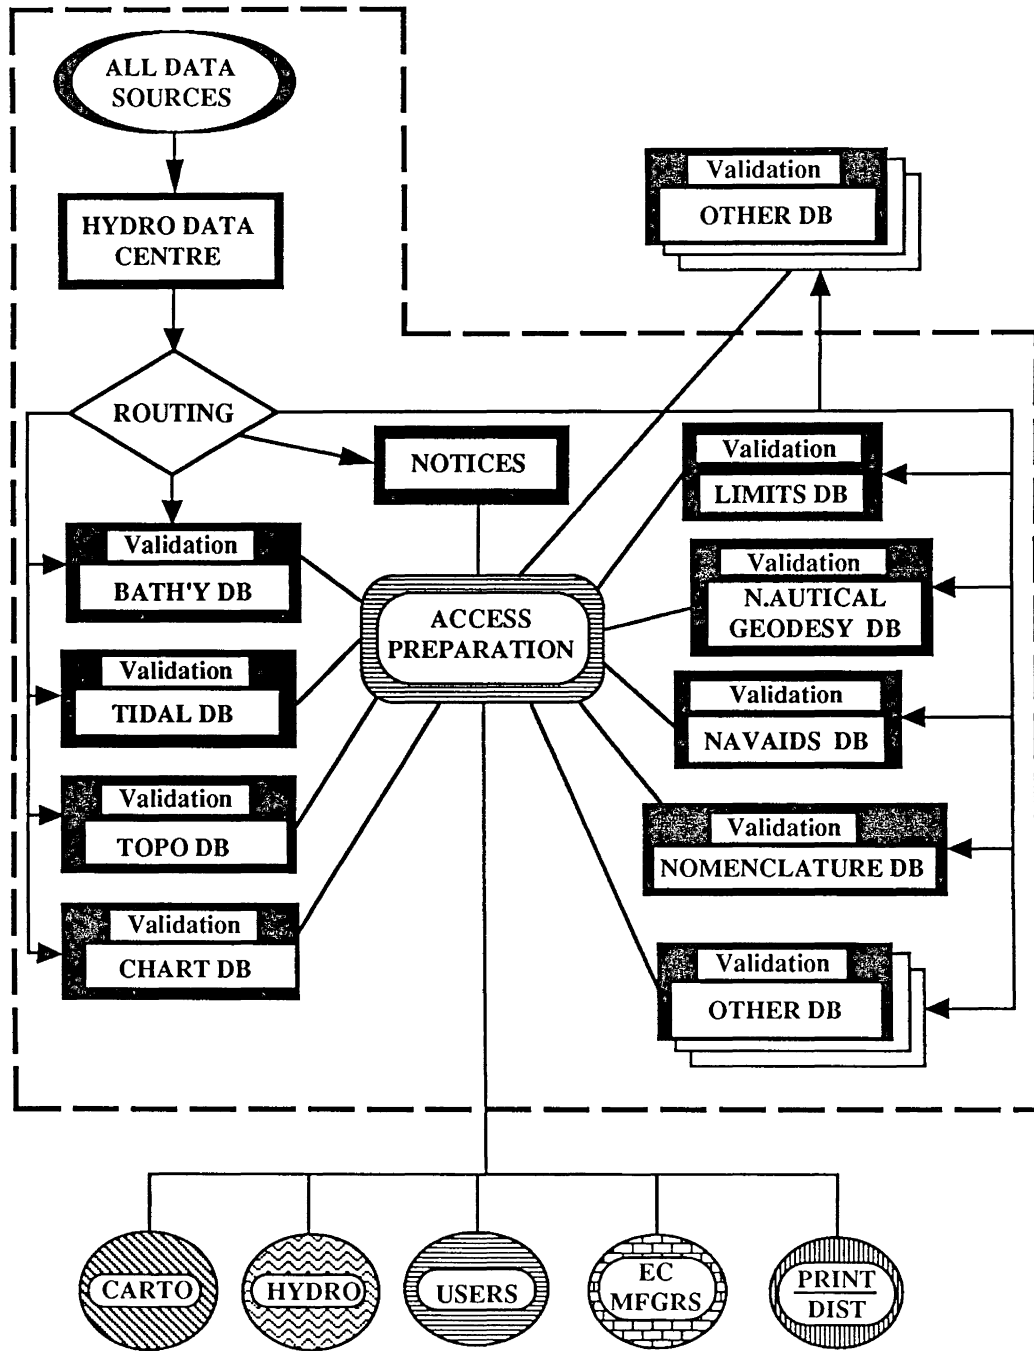 ALL DATA
SOURCES
HYDRO DATA
CENTRE
ROUTING
NOTICES
Validation
OTHER DB
Validation
LIMITS DB
Validation
BATH'Y DB
Validation
N.AUTICAL
GEODESY DB
ACCESS
PREPARATION
Validation
TIDAL DB
Validation
NAVAIDS DB
Validation
TOPO DB
Validation
NOMENCLATURE DB
Validation
CHART DB
Validation
OTHER DB
CARTO
HYDRO
USERS
EC
MFGRS
PRINT
DIST